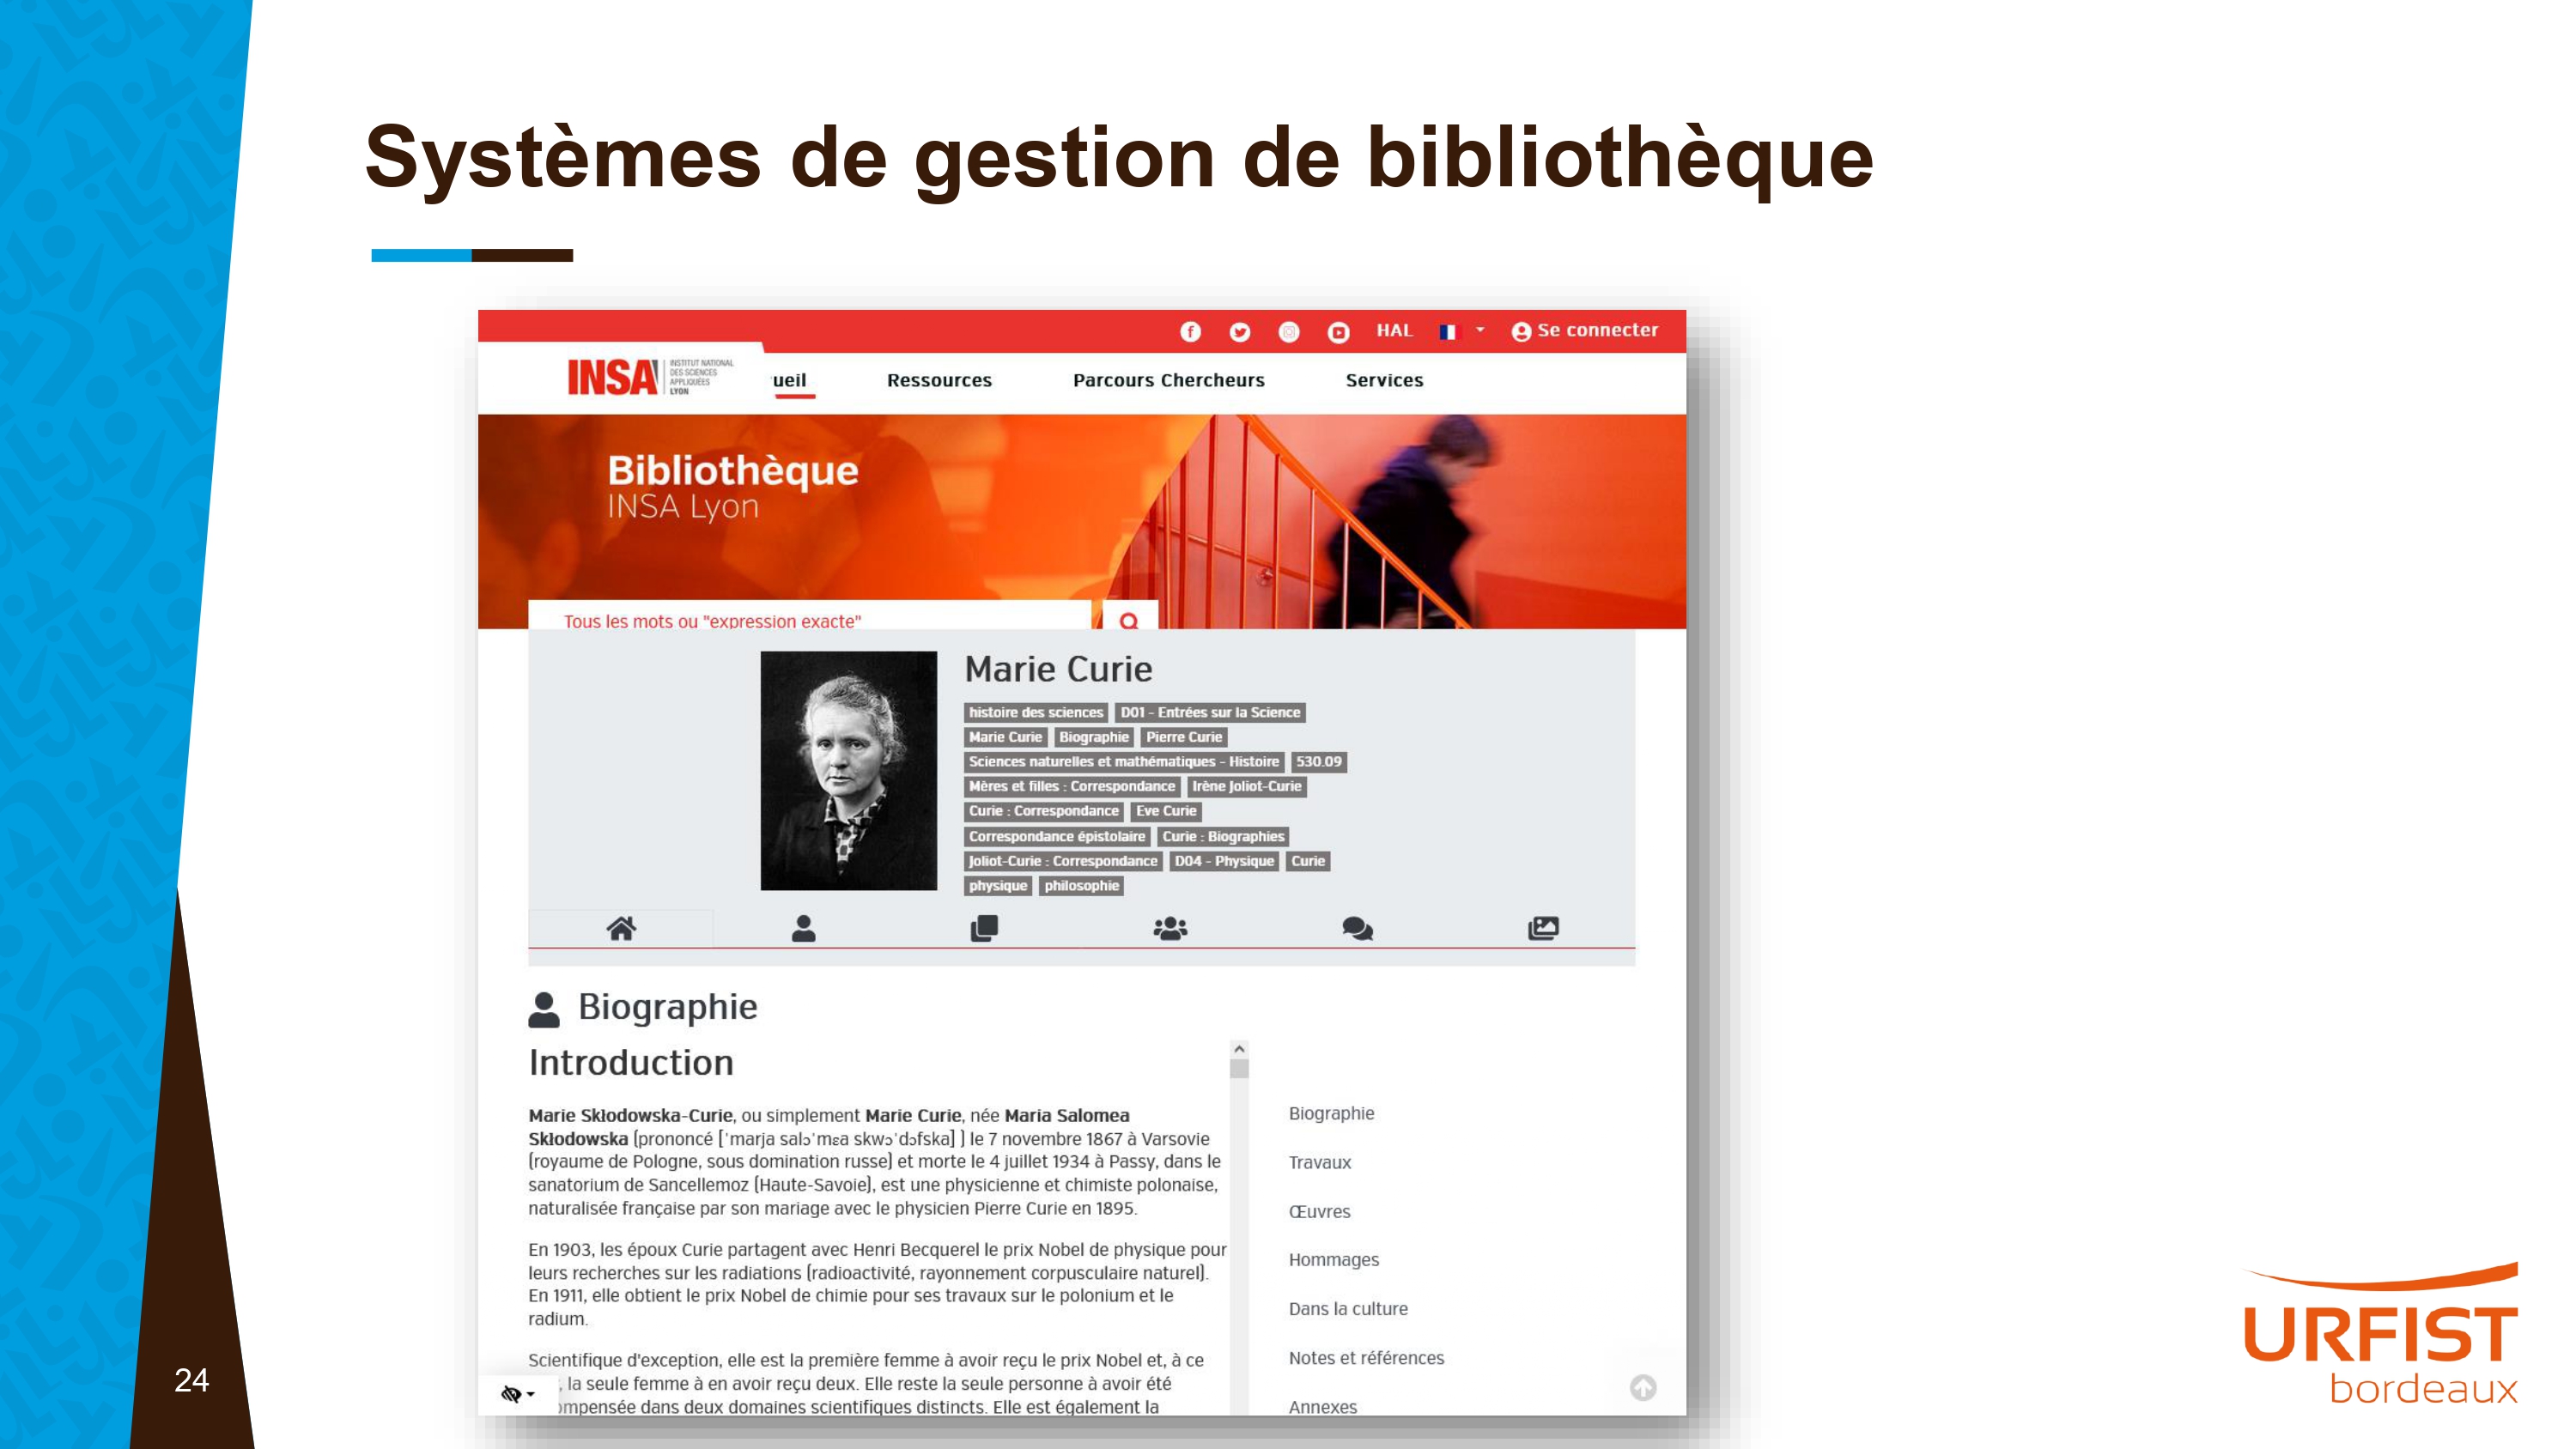 Systèmes de gestion de bibliothèque
HAL Se connecter
INSA INSTITUT NATIONAL
DES SCIENCES
APPLIQUÉES
LYON
ueil Ressources Parcours Chercheurs Services
Bibliothèque
INSA Lyon
Tous les mots ou "expression exacte"
Marie Curie
histoire des sciences D01 - Entrées sur la Science
Marie Curie Biographie Pierre Curie
Sciences naturelles et mathématiques - Histoire 530.09
Mères et filles : Correspondance Irène Joliot-Curie
Curie : Correspondance Eve Curie
Correspondance épistolaire Curie : Biographies
Joliot-Curie : Correspondance D04 - Physique Curie
physique philosophie
Biographie
Introduction
Marie Skłodowska-Curie, ou simplement Marie Curie, née Maria Salomea
Skłodowska (prononcé [ˈmarja salɔˈmɛa skwɔˈdɔfska] ) le 7 novembre 1867 à Varsovie
(royaume de Pologne, sous domination russe) et morte le 4 juillet 1934 à Passy, dans le
sanatorium de Sancellemoz (Haute-Savoie), est une physicienne et chimiste polonaise,
naturalisée française par son mariage avec le physicien Pierre Curie en 1895.
En 1903, les époux Curie partagent avec Henri Becquerel le prix Nobel de physique pour
leurs recherches sur les radiations (radioactivité, rayonnement corpusculaire naturel).
En 1911, elle obtient le prix Nobel de chimie pour ses travaux sur le polonium et le
radium.
Scientifique d'exception, elle est la première femme à avoir reçu le prix Nobel et, à ce
, la seule femme à en avoir reçu deux. Elle reste la seule personne à avoir été
ompensée dans deux domaines scientifiques distincts. Elle est également la
Biographie
Travaux
Œuvres
Hommages
Dans la culture
Notes et références
Annexes
24
URFIST
bordeaux